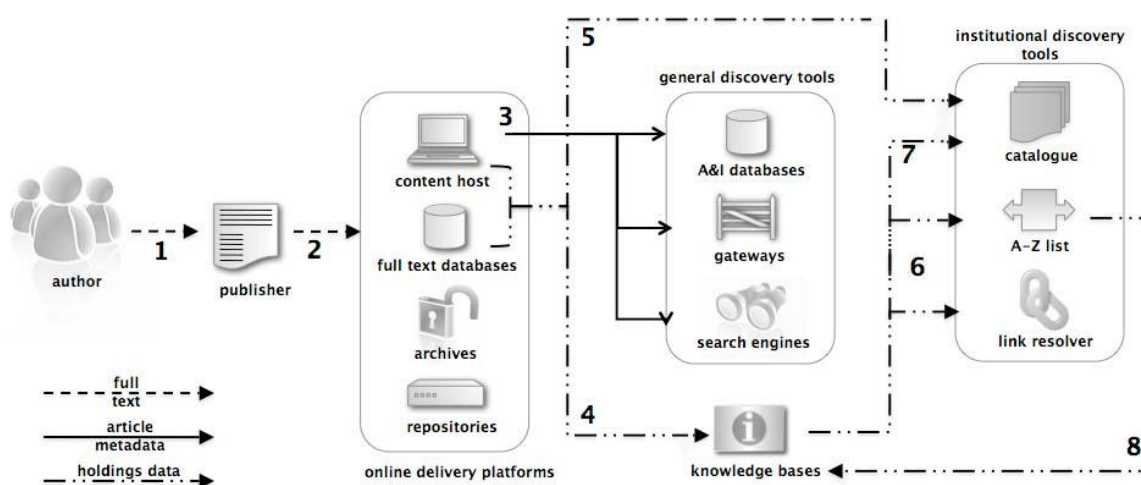 5
institutional discovery
tools
general discovery tools
3
content host
A&I databases
7
catalogue
1
2
author
publisher
full text databases
gateways
6
A-Z list
archives
search engines
link resolver
full
text
article
metadata
repositories
4
holdings data
online delivery platforms
i
knowledge bases
8